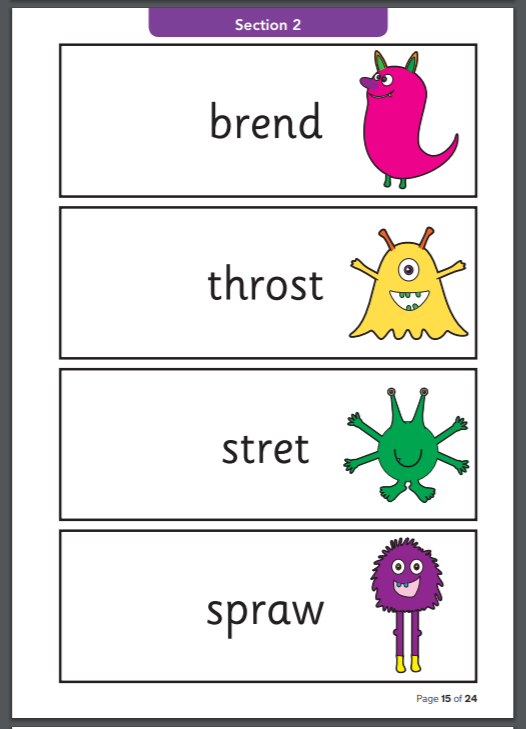 Section 2
brend
throst
stret
spraw
Page 15 of 24